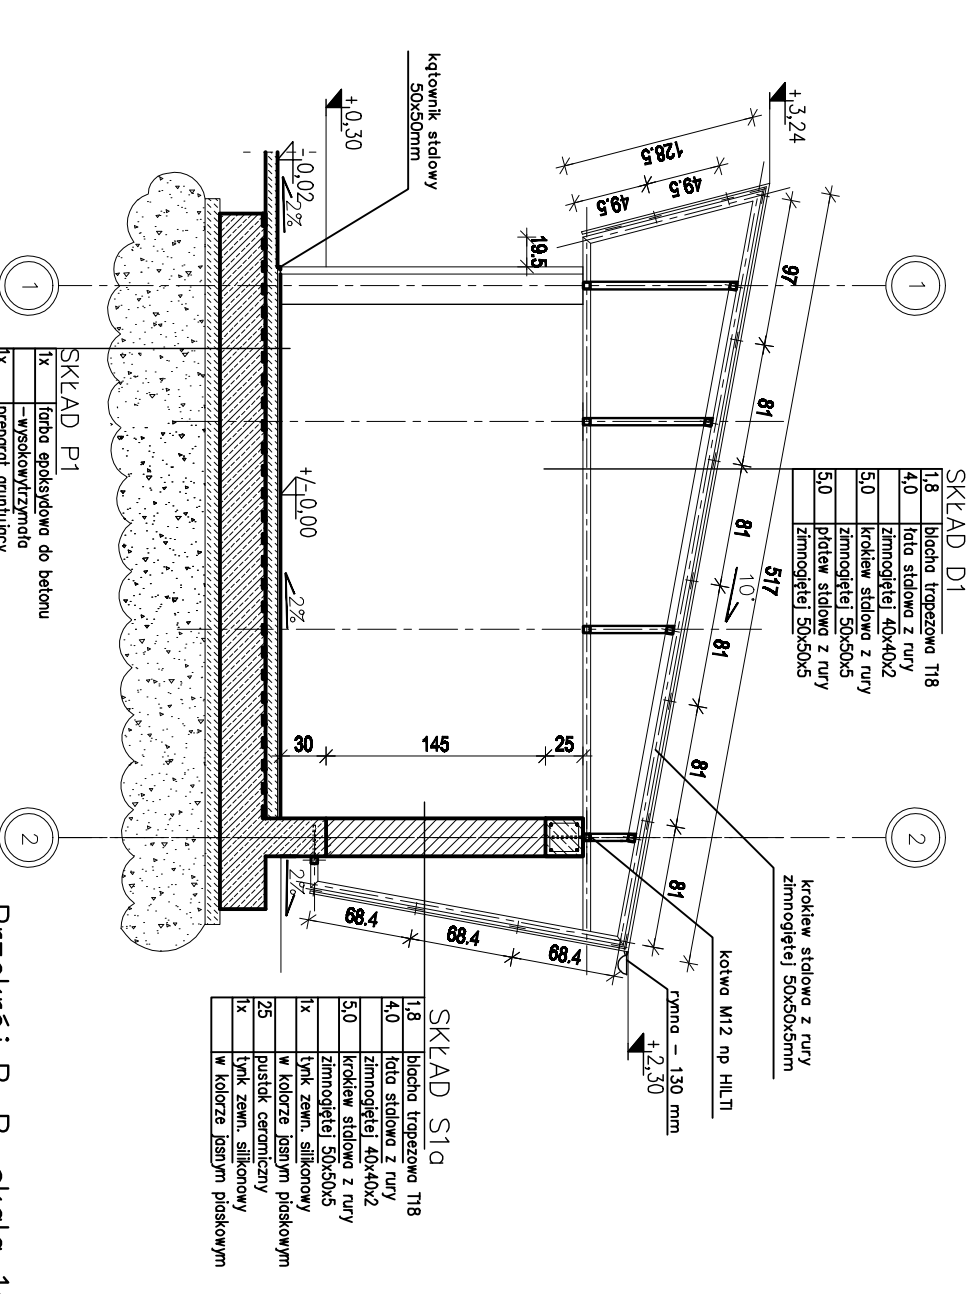 SKŁAD D1
1,8 blacha trapezowa T18
4,0 łata stalowa z rury
zimnogiętej 40x40x2
5,0 krokiew stalowa z rury
zimnogiętej 50x50x5
5,0 płatew stalowa z rury
zimnogiętej 50x50x5
1
2
+3,24
517
97
81
81
81
81
81
10°
128.5
49.5
49.5
19.5
krokiew stalowa z rury
zimnogiętej 50x50x5mm
kotwa M12 np HILTI
rynna - 130 mm
+2,30
kątownik stalowy
50x50mm
+0,30
-0,02
2%
+/-0,00
2%
2%
30
145
25
68.4
68.4
68.4
SKŁAD S1a
1,8 blacha trapezowa T18
4,0 łata stalowa z rury
zimnogiętej 40x40x2
5,0 krokiew stalowa z rury
zimnogiętej 50x50x5
1x tynk zewn. silikonowy
w kolorze jasnym piaskowym
25 pustak ceramiczny
1x tynk zewn. silikonowy
w kolorze jasnym piaskowym
1
2
SKŁAD P1
1x farba epoksydowa do betonu
-wysokowytrzymała
1x preparat gruntujący